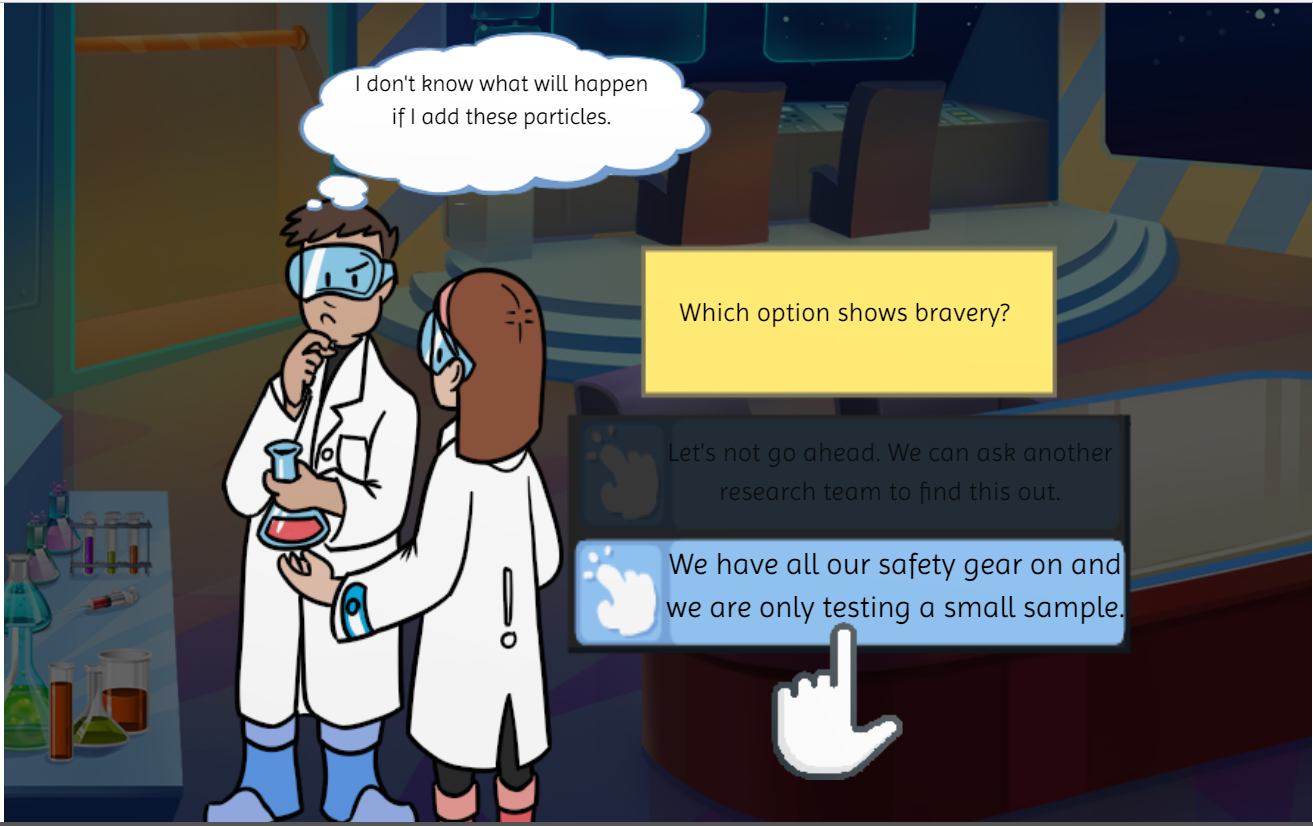 I don't know what will happen
if I add these particles.
Which option shows bravery?
Let's not go ahead. We can ask another
research team to find this out.
We have all our safety gear on and
we are only testing a small sample.